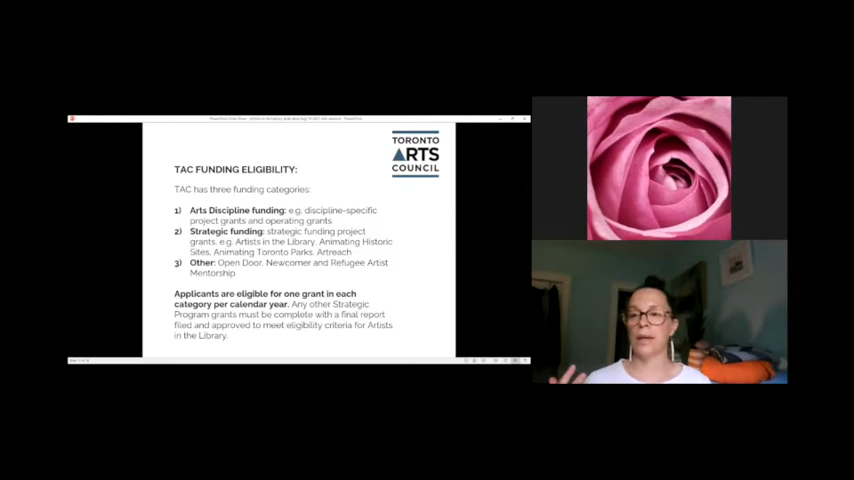 TORONTO
ARTS
COUNCIL
TAC FUNDING ELIGIBILITY:
TAC has three funding categories:
1) Arts Discipline funding: e.g. discipline-specific
project grants and operating grants
2) Strategic funding: strategic funding project
grants, e.g. Artists in the Library, Animating Historic
Sites, Animating Toronto Parks, Artreach
3) Other: Open Door, Newcomer and Refugee Artist
Mentorship
Applicants are eligible for one grant in each
category per calendar year. Any other Strategic
Program grants must be complete with a final report
filed and approved to meet eligibility criteria for Artists
in the Library.